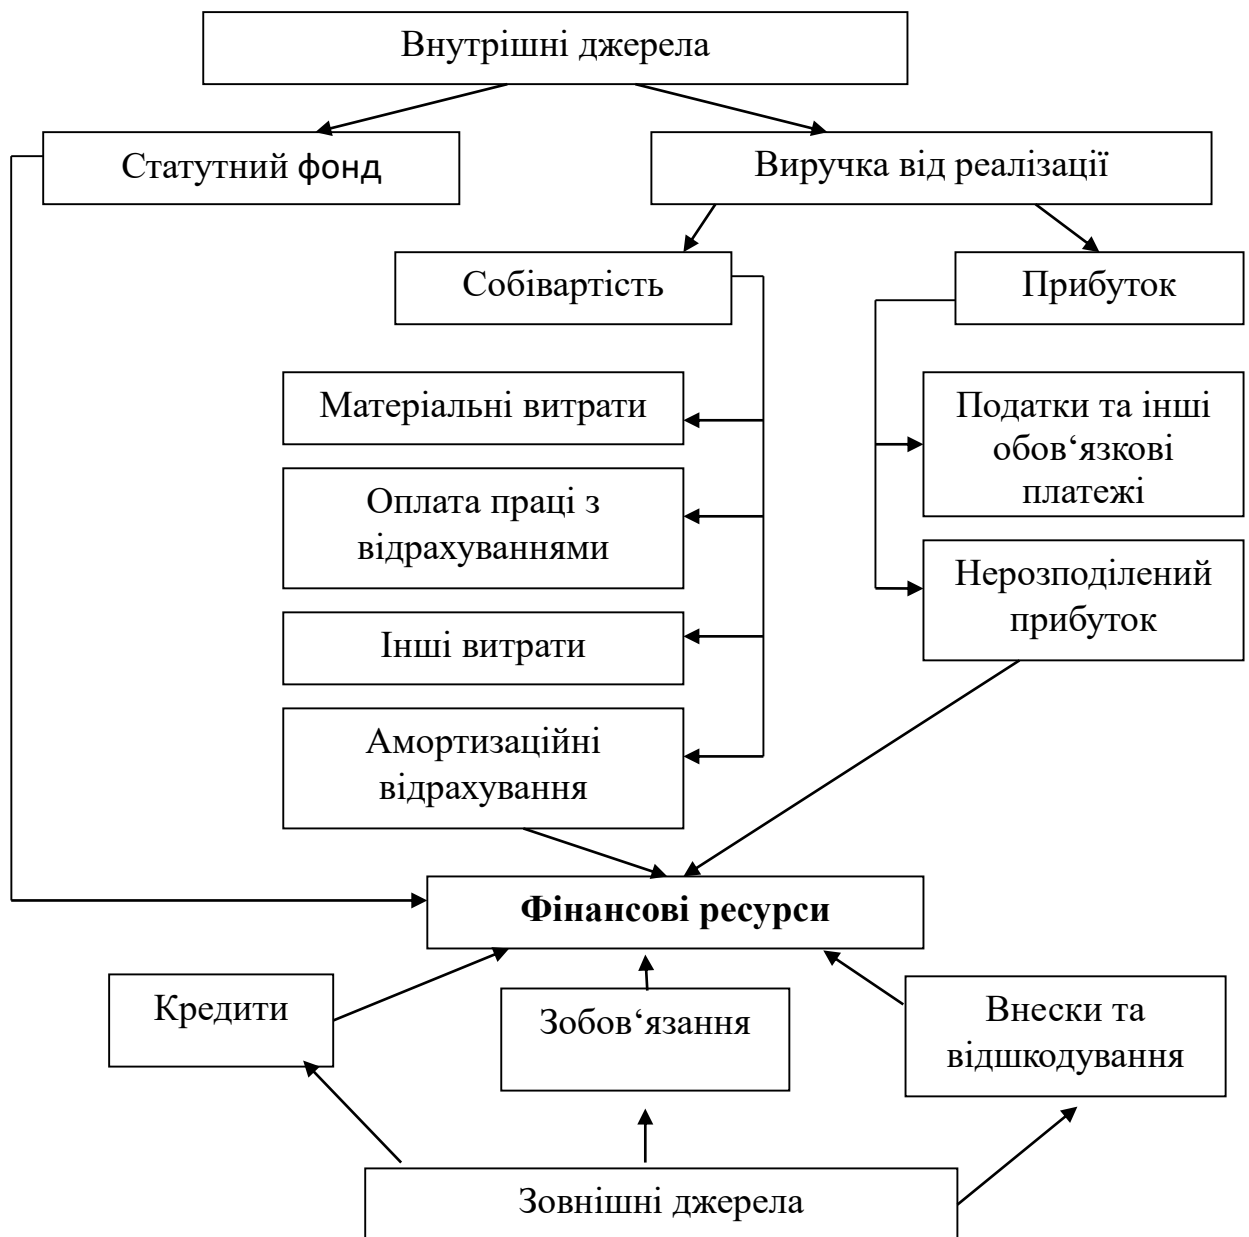 Внутрішні джерела
Статутний фонд
Виручка від реалізації
Собівартість
Прибуток
Матеріальні витрати
Податки та інші
обов‘язкові
платежі
Оплата праці з
відрахуваннями
Нерозподілений
прибуток
Інші витрати
Амортизаційні
відрахування
Фінансові ресурси
Кредити
Зобов‘язання
Внески та
відшкодування
Зовнішні джерела